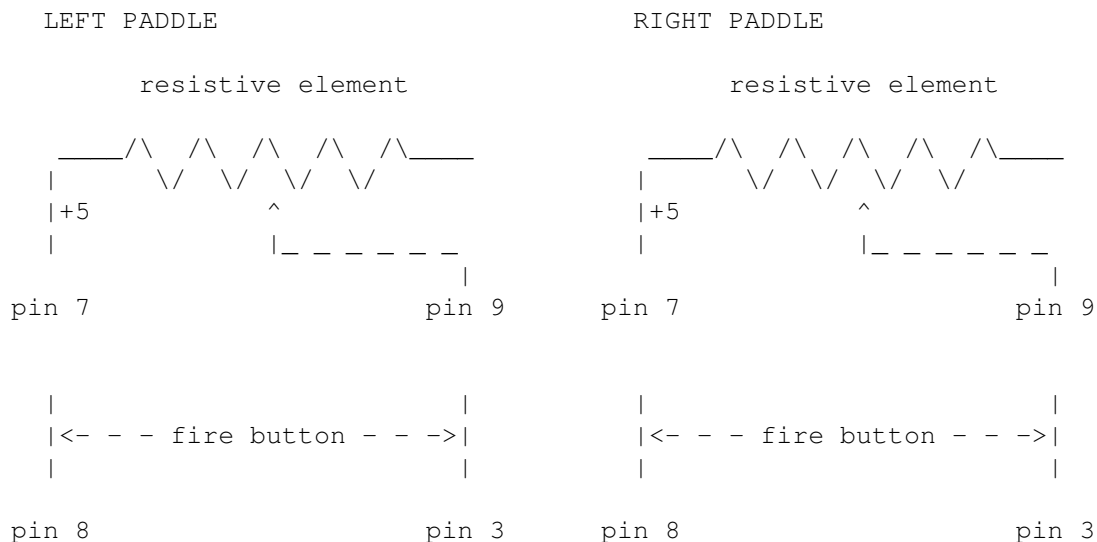 LEFT PADDLE RIGHT PADDLE
resistive element resistive element
+5 +5
pin 7 pin 9 pin 7 pin 9
fire button fire button
pin 8 pin 3 pin 8 pin 3